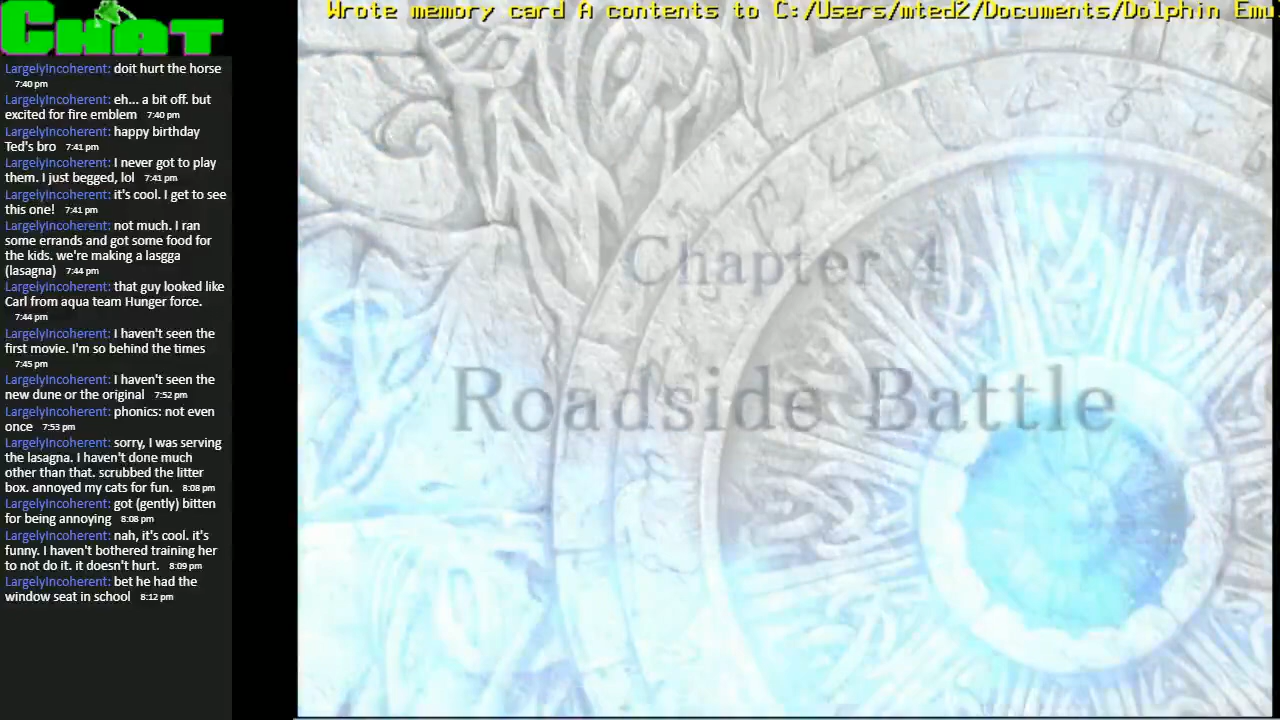 CHAT
Wrote memory card A contents to C:/Users/mted2/Documents/Dolphin Emu
LargelyIncoherent: doit hurt the horse
7:40 pm
LargelyIncoherent: eh... a bit off. but
excited for fire emblem 7:40 pm
LargelyIncoherent: happy birthday
Ted's bro 7:41 pm
LargelyIncoherent: I never got to play
them. I just begged, lol 7:41 pm
LargelyIncoherent: it's cool. I get to see
this one! 7:41 pm
LargelyIncoherent: not much. I ran
some errands and got some food for
the kids. we're making a lasgga
(lasagna) 7:44 pm
LargelyIncoherent: that guy looked like
Carl from aqua team Hunger force.
7:44 pm
LargelyIncoherent: I haven't seen the
first movie. I'm so behind the times
7:45 pm
LargelyIncoherent: I haven't seen the
new dune or the original 7:52 pm
LargelyIncoherent: phonics: not even
once 7:53 pm
LargelyIncoherent: sorry, I was serving
the lasagna. I haven't done much
other than that. scrubbed the litter
box. annoyed my cats for fun. 8:08 pm
LargelyIncoherent: got (gently) bitten
for being annoying 8:08 pm
LargelyIncoherent: nah, it's cool. it's
funny. I haven't bothered training her
to not do it. it doesn't hurt. 8:09 pm
LargelyIncoherent: bet he had the
window seat in school 8:12 pm
Chapter 4
Roadside Battle